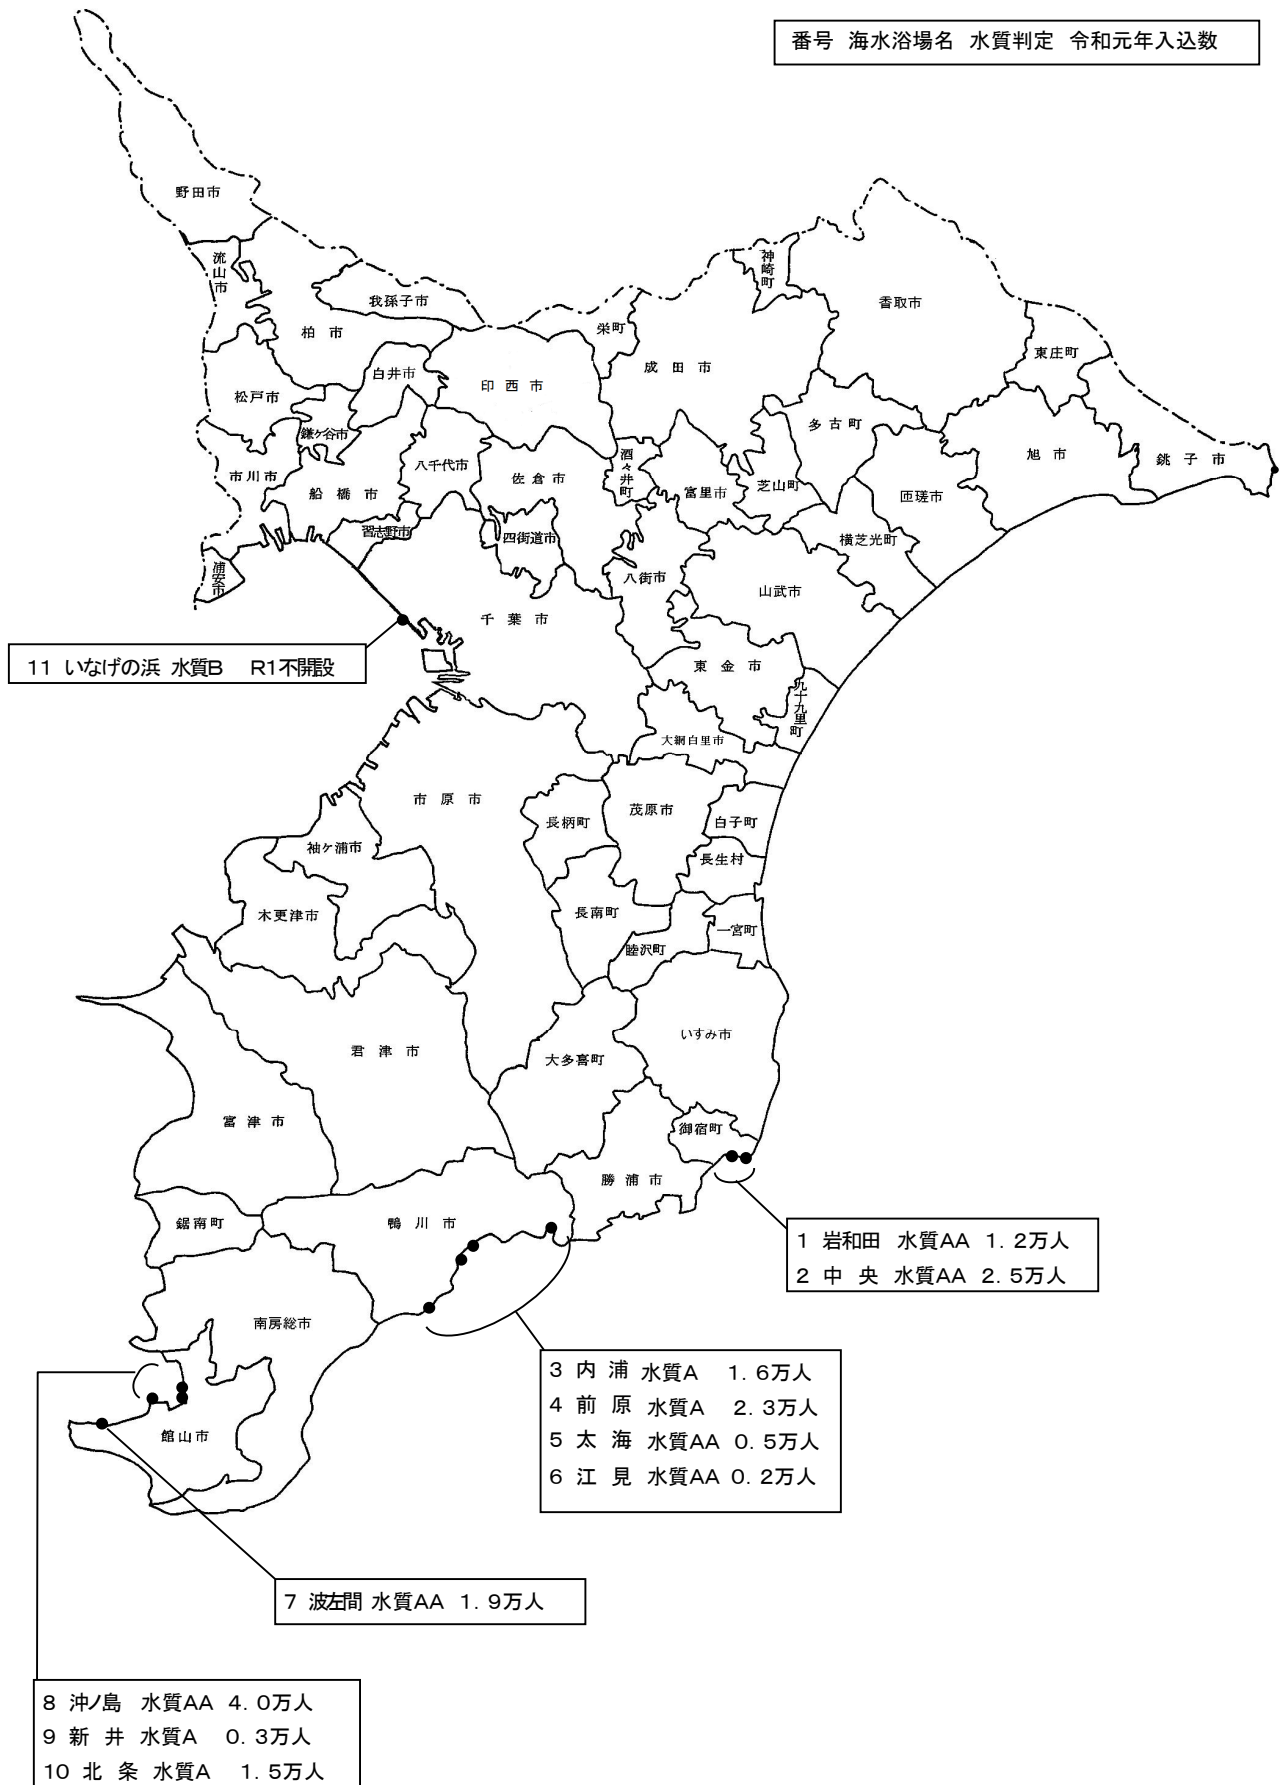 番号 海水浴場名 水質判定 令和元年入込数
野田市
流山市
我孫子市
柏市
神崎町
香取市
栄町
成田市
東庄町
白井市
印西市
松戸市
多古町
鎌ケ谷市
旭市
銚子市
市川市
船橋市
八千代市
佐倉市
酒々井町
富里市
芝山町
匝瑳市
習志野市
四街道市
横芝光町
浦安市
八街市
山武市
千葉市
11 いなげの浜 水質B R1不開設
東金市
九十九里町
大網白里市
市原市
長柄町
茂原市
白子町
袖ケ浦市
長生村
木更津市
長南町
一宮町
睦沢町
いすみ市
君津市
大多喜町
富津市
御宿町
勝浦市
鋸南町
鴨川市
1 岩和田 水質AA 1.2万人
2 中央 水質AA 2.5万人
南房総市
3 内浦 水質A 1.6万人
4 前原 水質A 2.3万人
5 太海 水質AA 0.5万人
6 江見 水質AA 0.2万人
館山市
7 波左間 水質AA 1.9万人
8 沖ノ島 水質AA 4.0万人
9 新井 水質A 0.3万人
10 北条 水質A 1.5万人